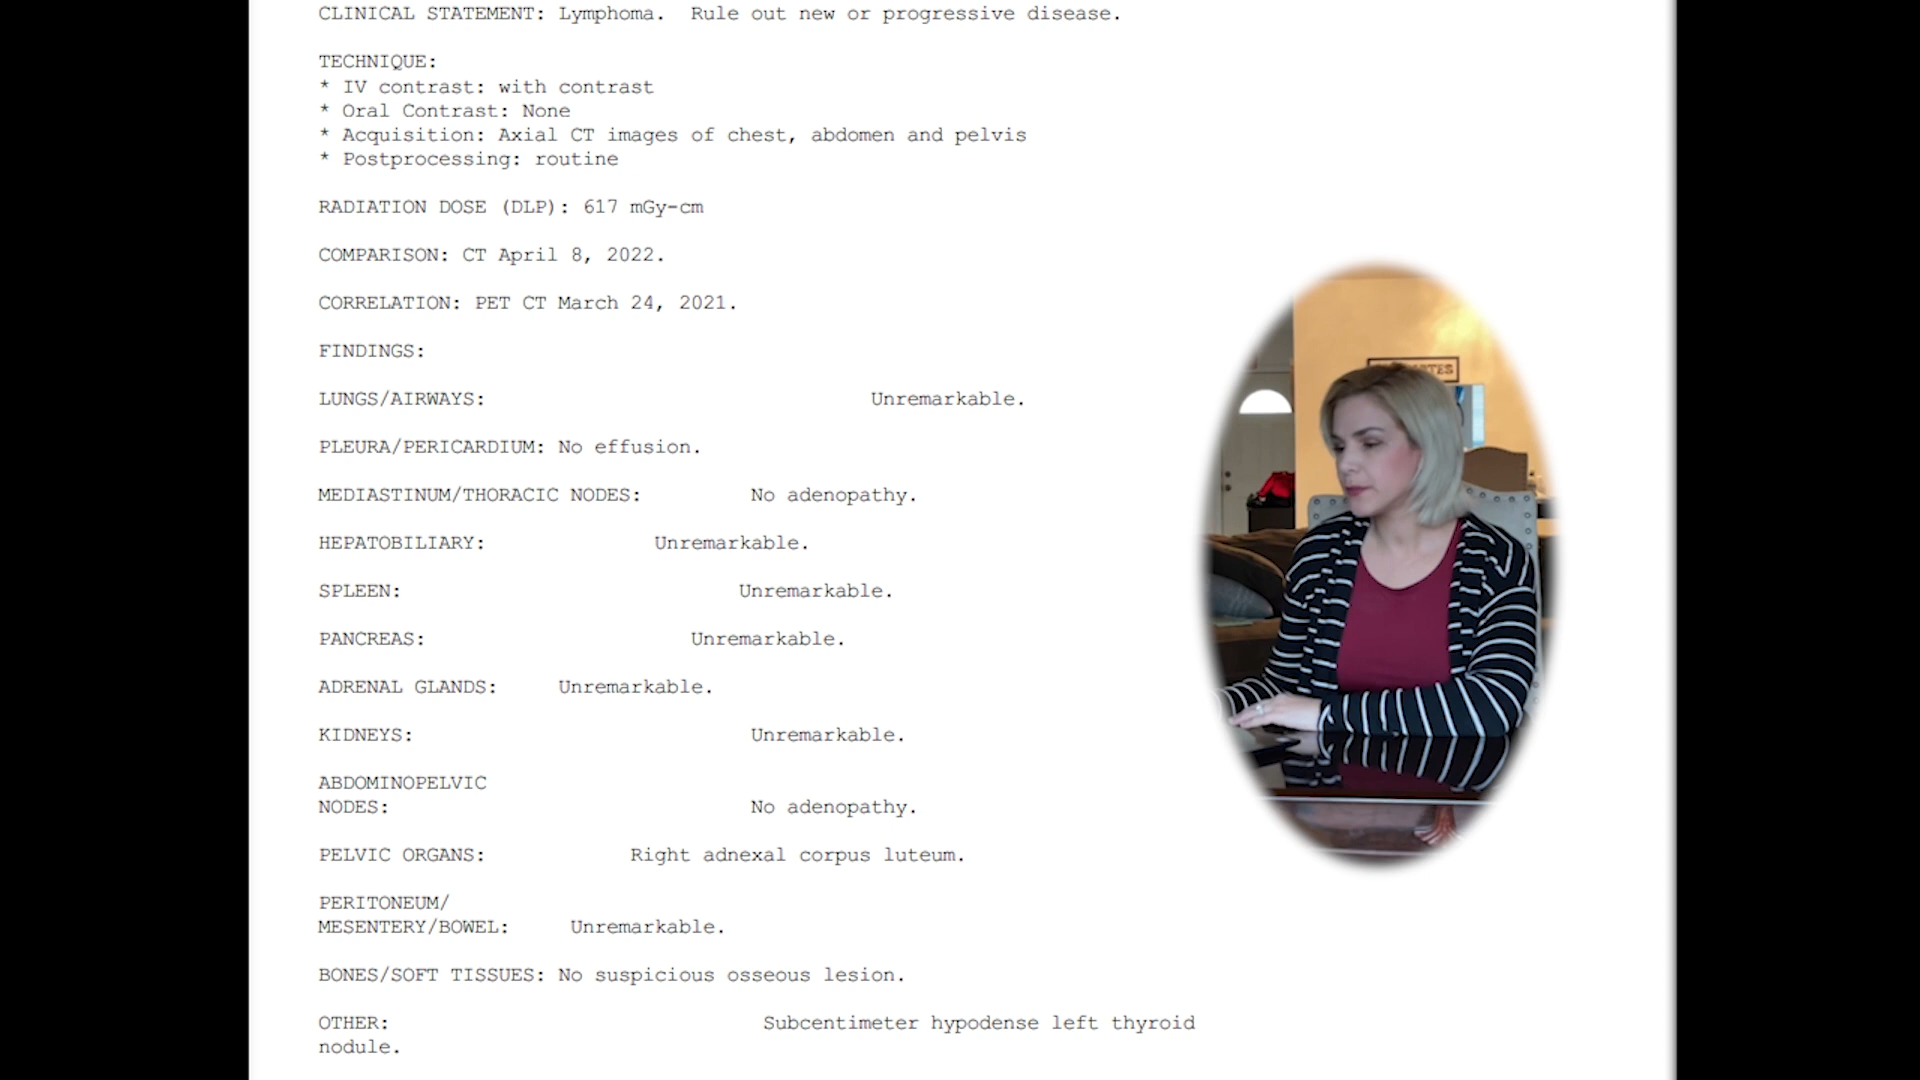 CLINICAL STATEMENT: Lymphoma. Rule out new or progressive disease.
TECHNIQUE:
* IV contrast: with contrast
* Oral Contrast: None
* Acquisition: Axial CT images of chest, abdomen and pelvis
* Postprocessing: routine
RADIATION DOSE (DLP): 617 mGy-cm
COMPARISON: CT April 8, 2022.
CORRELATION: PET CT March 24, 2021.
FINDINGS:
LUNGS/AIRWAYS: Unremarkable.
PLEURA/PERICARDIUM: No effusion.
MEDIASTINUM/THORACIC NODES: No adenopathy.
HEPATOBILIARY: Unremarkable.
SPLEEN: Unremarkable.
PANCREAS: Unremarkable.
ADRENAL GLANDS: Unremarkable.
KIDNEYS: Unremarkable.
ABDOMINOPELVIC
NODES: No adenopathy.
PELVIC ORGANS: Right adnexal corpus luteum.
PERITONEUM/
MESENTERY/BOWEL: Unremarkable.
BONES/SOFT TISSUES: No suspicious osseous lesion.
OTHER: Subcentimeter hypodense left thyroid
nodule.